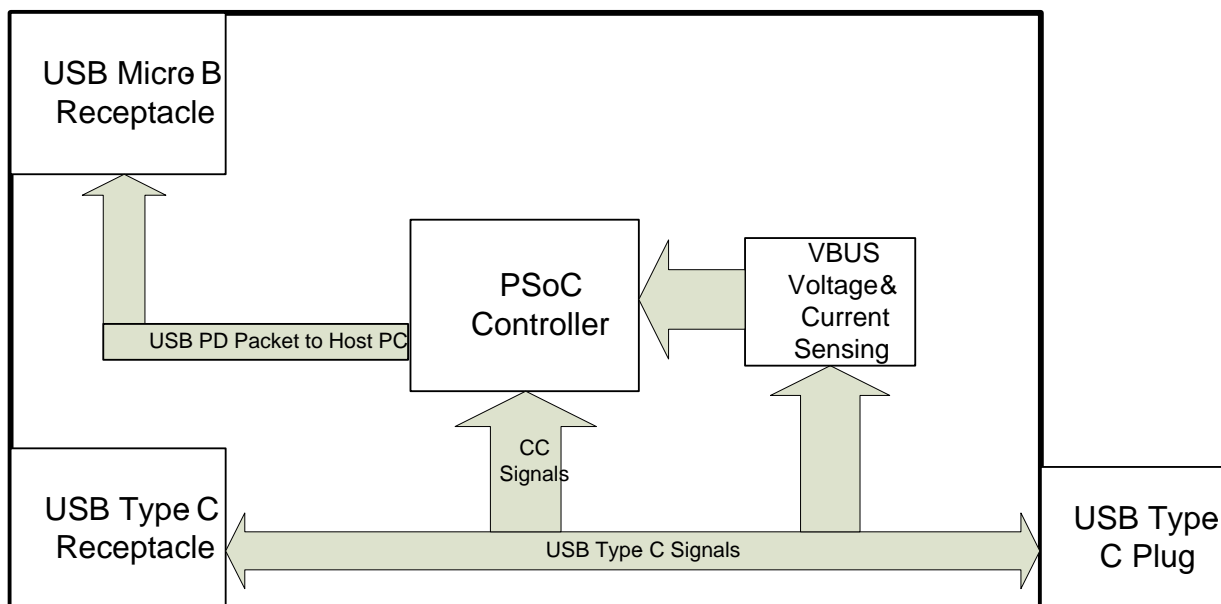 USB Micro-B
Receptacle
PSoC
Controller
VBUS
Voltage &
Current
Sensing
USB PD Packet to Host PC
CC
Signals
USB Type C
Receptacle
USB Type C Signals
USB Type
C Plug